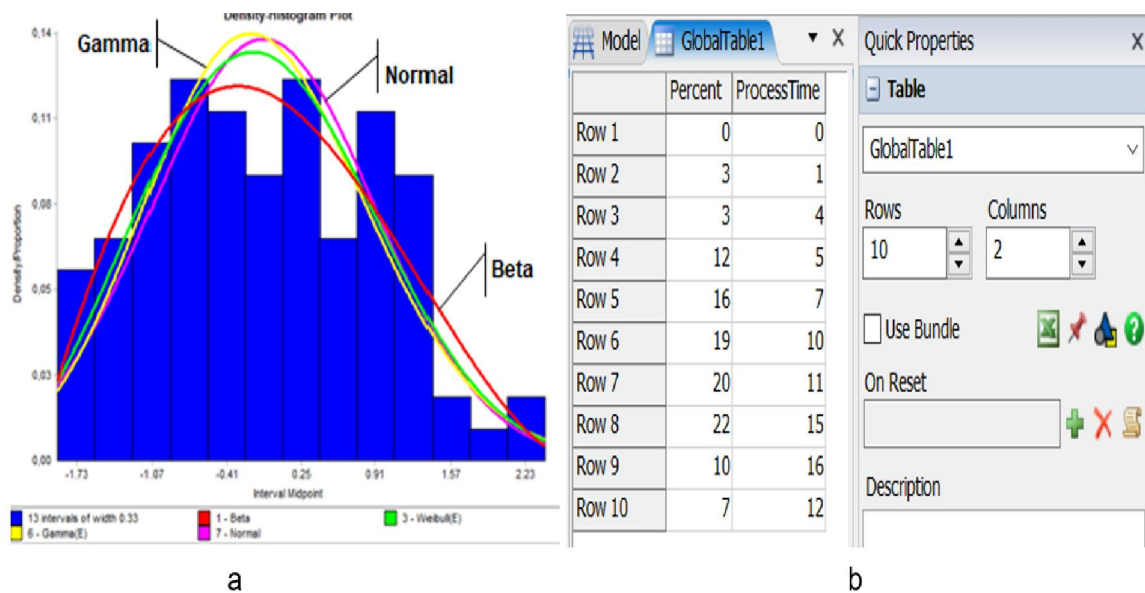 Density-Histogram Plot
Gamma
Normal
Beta
Density/Proportion
0,14
0,11
0,08
0,05
0,03
0,00
-1.73 -1.07 -0.41 0.25 0.91 1.57 2.23
Interval Midpoint
13 intervals of width 0.33 1 - Beta 3 - Weibull(E)
6 - Gamma(E) 7 - Normal
a
Model GlobalTable1 X
Percent ProcessTime
Row 1 0 0
Row 2 3 1
Row 3 3 4
Row 4 12 5
Row 5 16 7
Row 6 19 10
Row 7 20 11
Row 8 22 15
Row 9 10 16
Row 10 7 12
Quick Properties X
Table
GlobalTable1
Rows Columns
10 2
Use Bundle
On Reset
Description
b